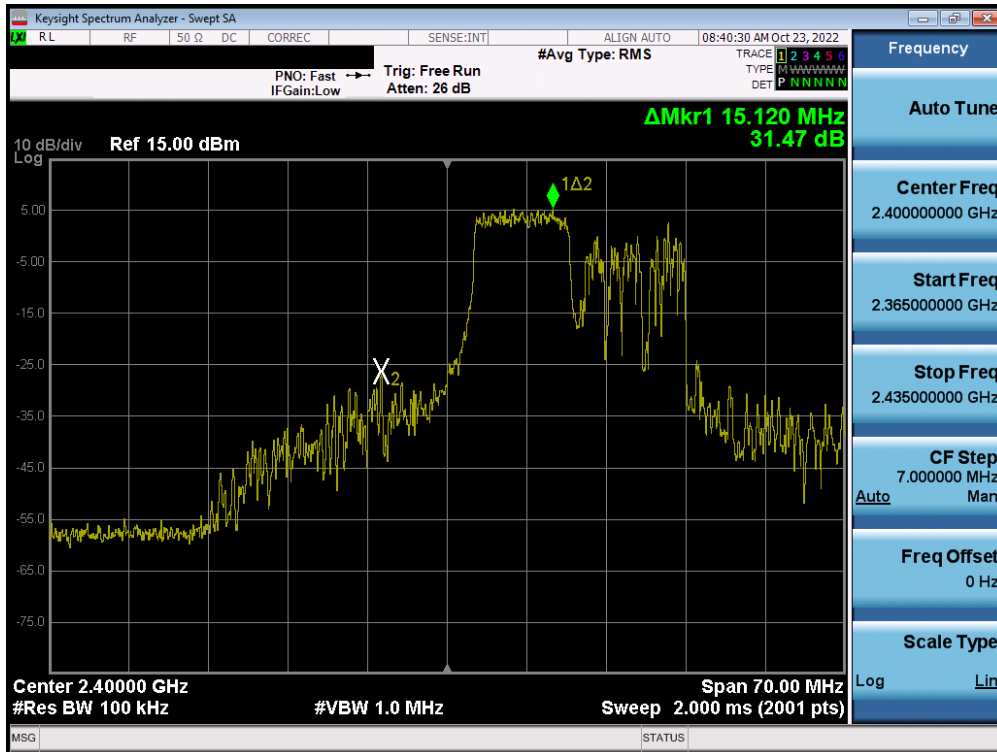 Keysight Spectrum Analyzer - Swept SA
LXI RL RF 50 Ω DC CORREC SENSE:INT ALIGN AUTO 08:40:30 AM Oct 23, 2022
Frequency
#Avg Type: RMS
TRACE 1 2 3 4 5 6
PNO: Fast Trig: Free Run
TYPE M WWWWW
IFGain:Low Atten: 26 dB
DET P N N N N N
Auto Tune
ΔMkr1 15.120 MHz
31.47 dB
10 dB/div Ref 15.00 dBm
Log
1Δ2
Center Freq
2.400000000 GHz
5.00
-5.00
Start Freq
2.365000000 GHz
-15.0
-25.0
X2
Stop Freq
2.435000000 GHz
-35.0
-45.0
CF Step
7.000000 MHz
Auto Man
-55.0
Freq Offset
0 Hz
-65.0
-75.0
Scale Type
Log Lin
Center 2.40000 GHz Span 70.00 MHz
#Res BW 100 kHz #VBW 1.0 MHz Sweep 2.000 ms (2001 pts)
MSG STATUS